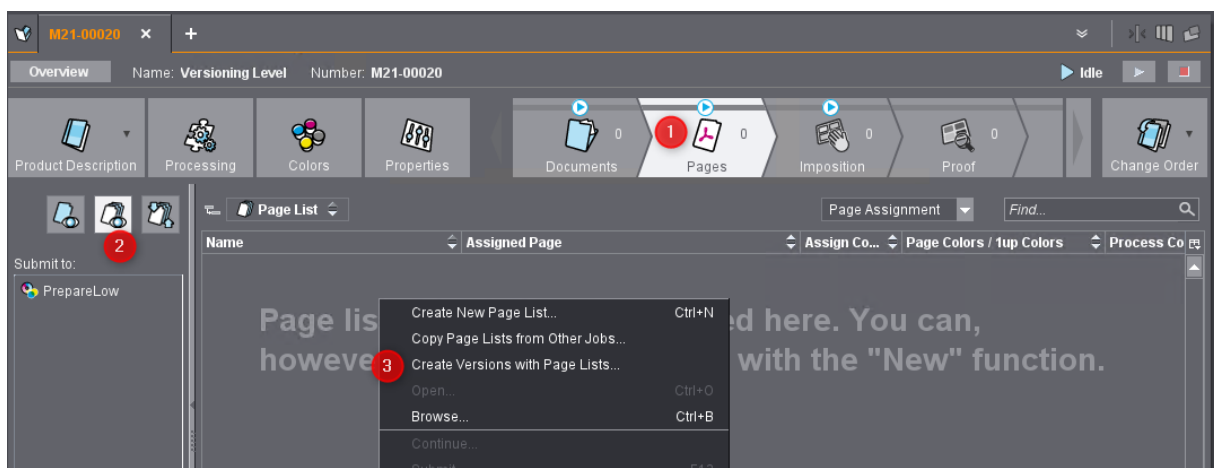 M21-00020
Overview Name: Versioning Level Number: M21-00020 Idle
0 1 0 0 0
Product Description Processing Colors Properties Documents Pages Imposition Proof Change Order
Page List Page Assignment Find...
2
Name Assigned Page Assign Co... Page Colors / 1up Colors Process Co
Submit to:
PrepareLow
Create New Page List... Ctrl+N
Page lis ed here. You can,
Copy Page Lists from Other Jobs...
howeve with the "New" function.
3 Create Versions with Page Lists...
Open... Ctrl+O
Browse... Ctrl+B
Continue...
Submit F12